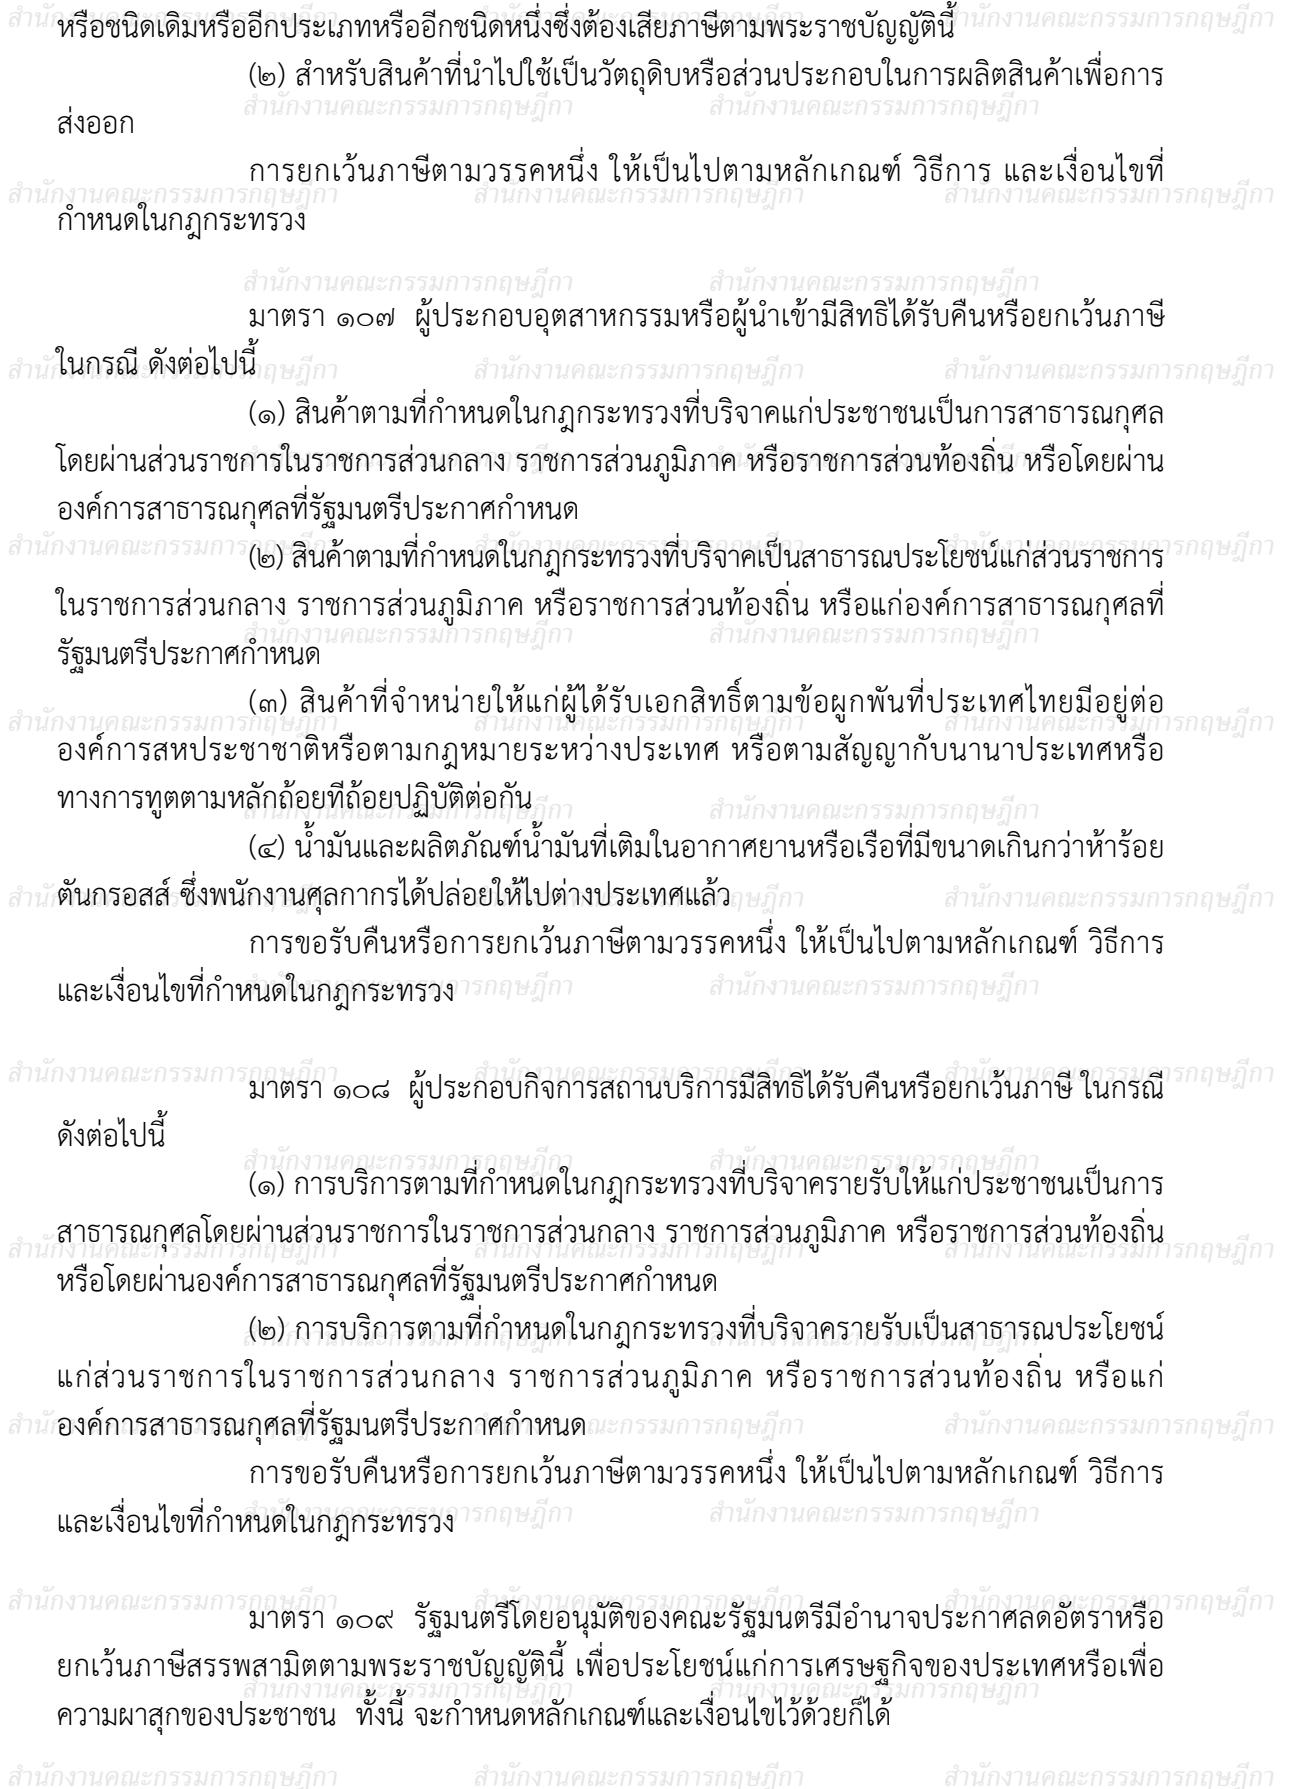 หรือชนิดเดิมหรืออีกประเภทหรืออีกชนิดหนึ่งซึ่งต้องเสียภาษีตามพระราชบัญญัตินี้
(๒) สำหรับสินค้าที่นำไปใช้เป็นวัตถุดิบหรือส่วนประกอบในการผลิตสินค้าเพื่อการ
ส่งออก
การยกเว้นภาษีตามวรรคหนึ่ง ให้เป็นไปตามหลักเกณฑ์ วิธีการ และเงื่อนไขที่
กำหนดในกฎกระทรวง
มาตรา ๑๐๗ ผู้ประกอบอุตสาหกรรมหรือผู้นำเข้ามีสิทธิได้รับคืนหรือยกเว้นภาษี
ในกรณี ดังต่อไปนี้
(๑) สินค้าตามที่กำหนดในกฎกระทรวงที่บริจาคแก่ประชาชนเป็นการสาธารณกุศล
โดยผ่านส่วนราชการในราชการส่วนกลาง ราชการส่วนภูมิภาค หรือราชการส่วนท้องถิ่น หรือโดยผ่าน
องค์การสาธารณกุศลที่รัฐมนตรีประกาศกำหนด
(๒) สินค้าตามที่กำหนดในกฎกระทรวงที่บริจาคเป็นสาธารณประโยชน์แก่ส่วนราชการ
ในราชการส่วนกลาง ราชการส่วนภูมิภาค หรือราชการส่วนท้องถิ่น หรือแก่องค์การสาธารณกุศลที่
รัฐมนตรีประกาศกำหนด
(๓) สินค้าที่จำหน่ายให้แก่ผู้ได้รับเอกสิทธิ์ตามข้อผูกพันที่ประเทศไทยมีอยู่ต่อ
องค์การสหประชาชาติหรือตามกฎหมายระหว่างประเทศ หรือตามสัญญากับนานาประเทศหรือ
ทางการทูตตามหลักถ้อยทีถ้อยปฏิบัติต่อกัน
(๔) น้ำมันและผลิตภัณฑ์น้ำมันที่เติมในอากาศยานหรือเรือที่มีขนาดเกินกว่าห้าร้อย
ตันกรอสส์ ซึ่งพนักงานศุลกากรได้ปล่อยให้ไปต่างประเทศแล้ว
การขอรับคืนหรือการยกเว้นภาษีตามวรรคหนึ่ง ให้เป็นไปตามหลักเกณฑ์ วิธีการ
และเงื่อนไขที่กำหนดในกฎกระทรวง
มาตรา ๑๐๘ ผู้ประกอบกิจการสถานบริการมีสิทธิได้รับคืนหรือยกเว้นภาษี ในกรณี
ดังต่อไปนี้
(๑) การบริการตามที่กำหนดในกฎกระทรวงที่บริจาครายรับให้แก่ประชาชนเป็นการ
สาธารณกุศลโดยผ่านส่วนราชการในราชการส่วนกลาง ราชการส่วนภูมิภาค หรือราชการส่วนท้องถิ่น
หรือโดยผ่านองค์การสาธารณกุศลที่รัฐมนตรีประกาศกำหนด
(๒) การบริการตามที่กำหนดในกฎกระทรวงที่บริจาครายรับเป็นสาธารณประโยชน์
แก่ส่วนราชการในราชการส่วนกลาง ราชการส่วนภูมิภาค หรือราชการส่วนท้องถิ่น หรือแก่
องค์การสาธารณกุศลที่รัฐมนตรีประกาศกำหนด
การขอรับคืนหรือการยกเว้นภาษีตามวรรคหนึ่ง ให้เป็นไปตามหลักเกณฑ์ วิธีการ
และเงื่อนไขที่กำหนดในกฎกระทรวง
มาตรา ๑๐๙ รัฐมนตรีโดยอนุมัติของคณะรัฐมนตรีมีอำนาจประกาศลดอัตราหรือ
ยกเว้นภาษีสรรพสามิตตามพระราชบัญญัตินี้ เพื่อประโยชน์แก่การเศรษฐกิจของประเทศหรือเพื่อ
ความผาสุกของประชาชน ทั้งนี้ จะกำหนดหลักเกณฑ์และเงื่อนไขไว้ด้วยก็ได้
สำนักงานคณะกรรมการกฤษฎีกา สำนักงานคณะกรรมการกฤษฎีกา สำนักงานคณะกรรมการกฤษฎีกา